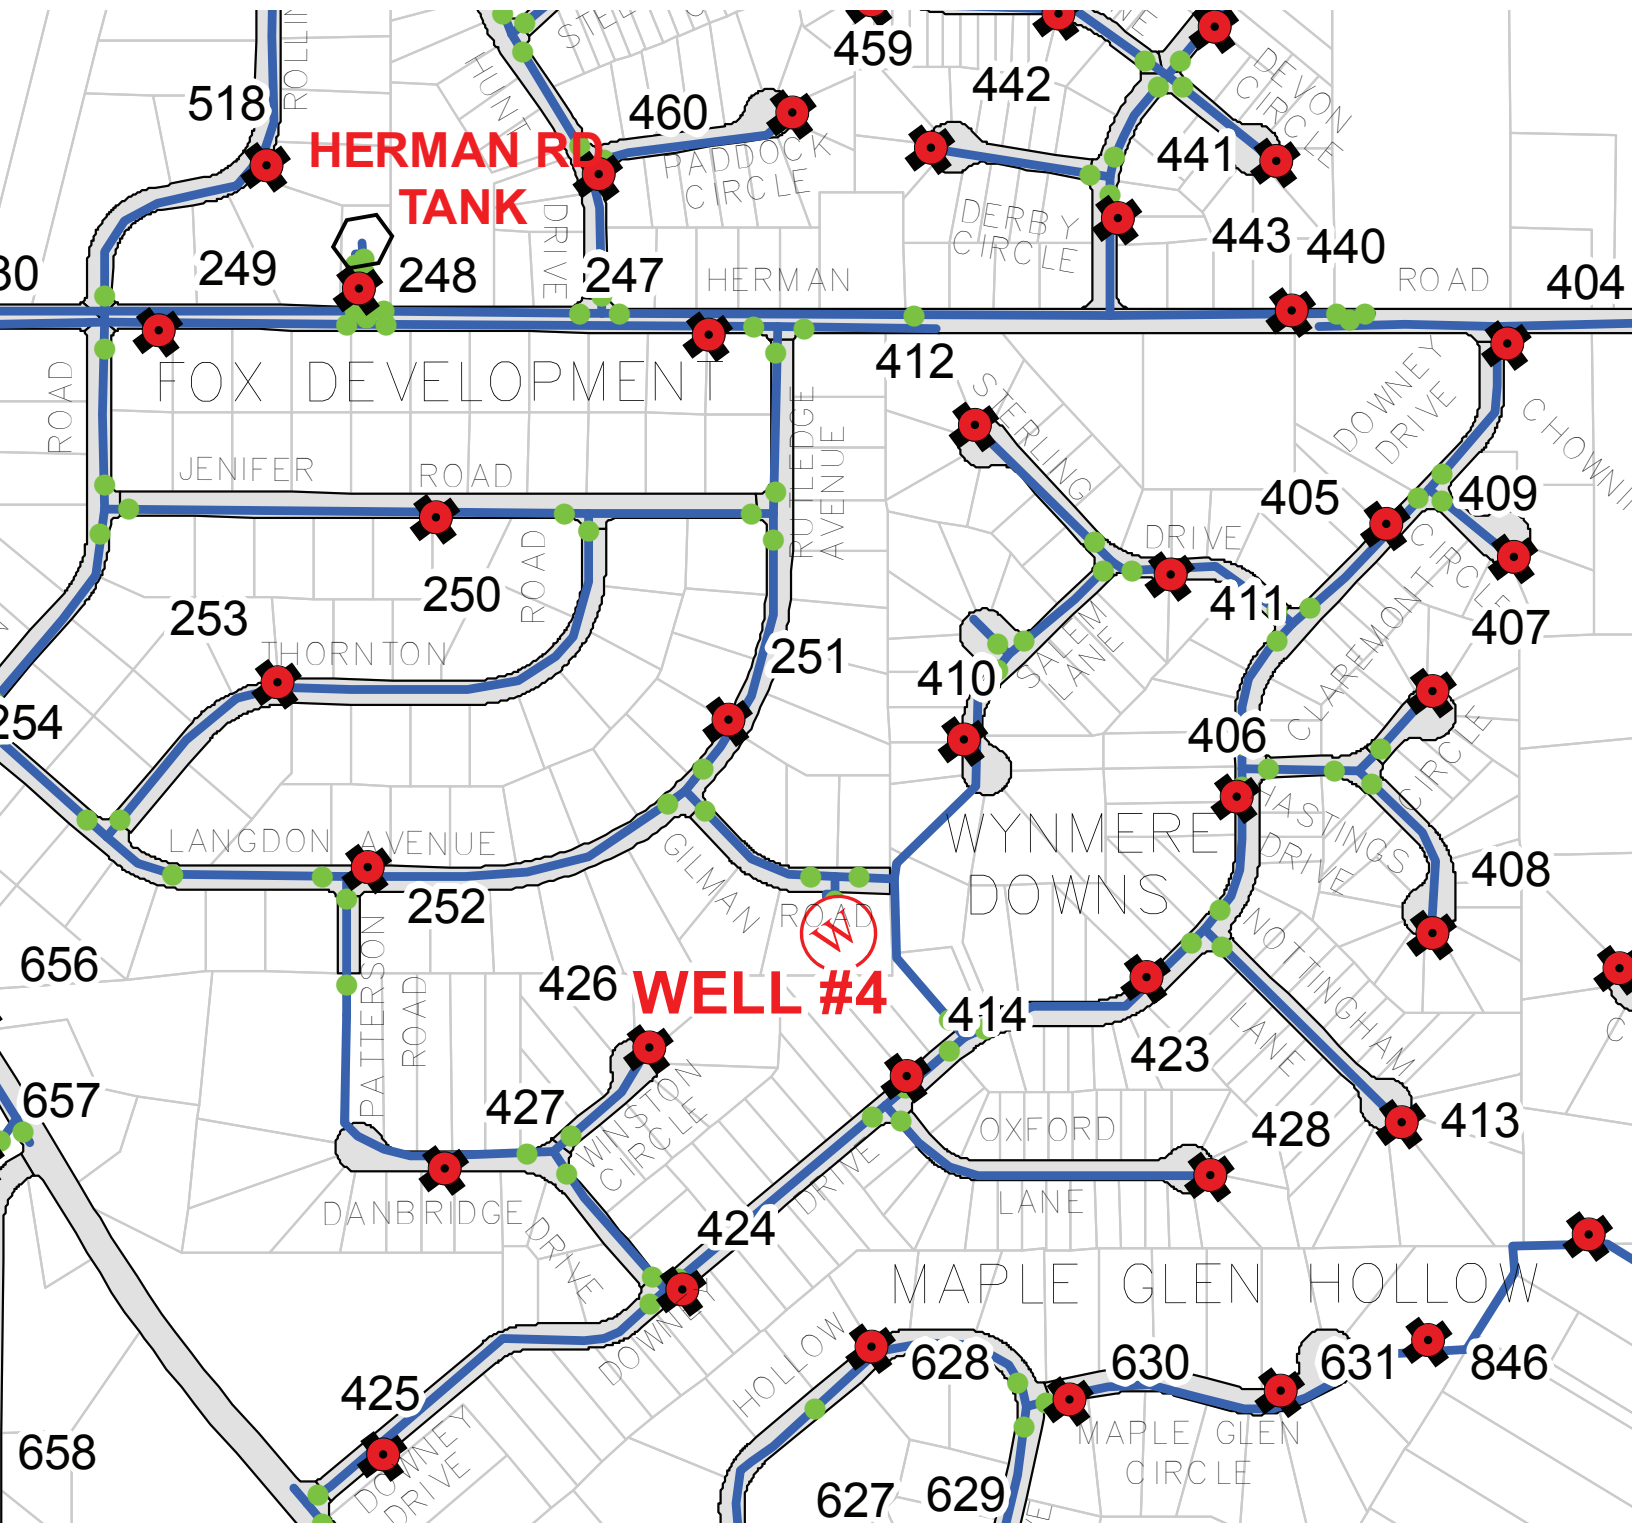 ROLLIN
HUNT
DRIVE
518
HERMAN RD
TANK
460
PADDOCK
CIRCLE
459
442
DEVON
CIRCLE
441
DERBY
CIRCLE
443
440
249
248
247
HERMAN
ROAD
404
412
FOX DEVELOPMENT
ROAD
JENIFER ROAD
RUTLEDGE
AVENUE
STERLING
DRIVE
DOWNEY
DRIVE
405
409
CIRCLE
CLAREMONT
407
253
250
ROAD
THORNTON
251
254
411
SALEM
LANE
410
406
HASTINGS
DRIVE
CIRCLE
408
LANGDON AVENUE
252
GILMAN
ROAD
W
WELL #4
WYNMERE
DOWNS
656
PATTERSON
ROAD
426
414
423
NOTTINGHAM
LANE
657
427
WINSTON
CIRCLE
OXFORD
LANE
428
413
DANBRIDGE
DRIVE
424
DRIVE
DOWNEY
MAPLE GLEN HOLLOW
HOLLOW
628
630
631
846
425
DOWNEY
DRIVE
MAPLE GLEN
CIRCLE
658
627
629